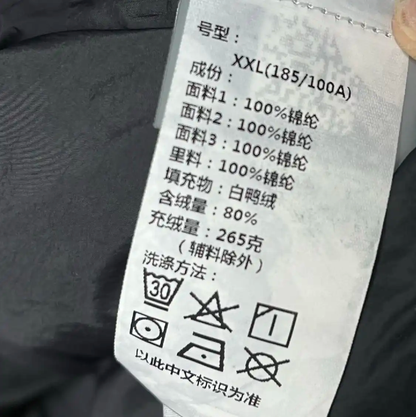 号型：
XXL(185/100A)
成份：
面料1：100%锦纶
面料2：100%锦纶
面料3：100%锦纶
里料：100%锦纶
填充物：白鸭绒
含绒量：80%
充绒量：265克
（辅料除外）
洗涤方法：
30
以此中文标识为准